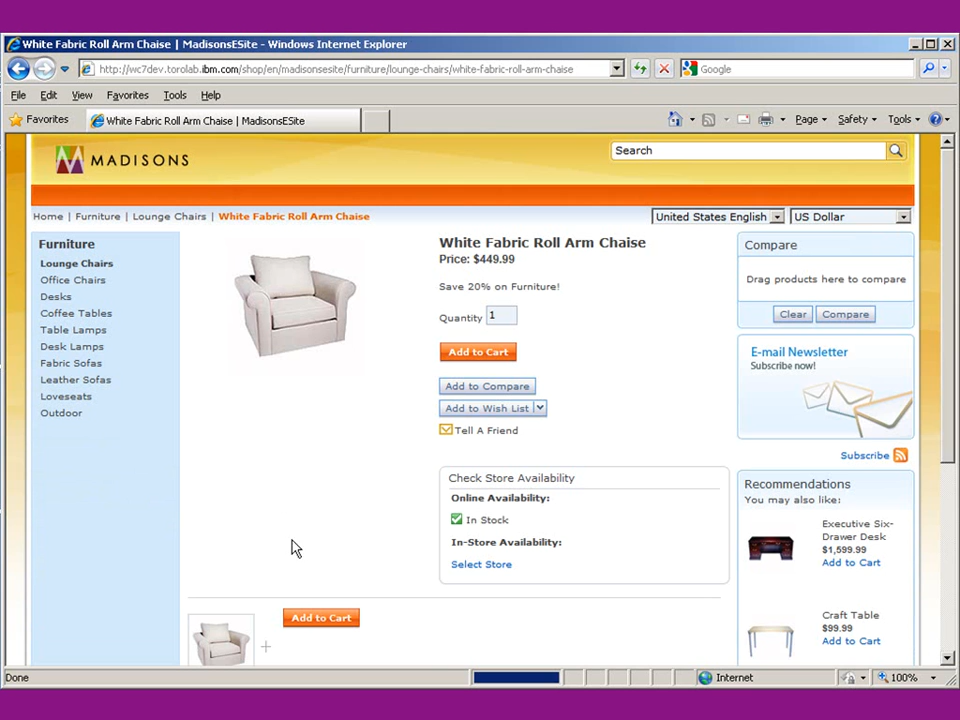 White Fabric Roll Arm Chaise | MadisonsESite - Windows Internet Explorer
http://wc7dev.torolab.ibm.com/shop/en/madisonsesite/furniture/lounge-chairs/white-fabric-roll-arm-chaise
Google
File Edit View Favorites Tools Help
Favorites
White Fabric Roll Arm Chaise | MadisonsESite
Page Safety Tools
MADISONS
Search
Home | Furniture | Lounge Chairs | White Fabric Roll Arm Chaise
United States English
US Dollar
Furniture
Lounge Chairs
Office Chairs
Desks
Coffee Tables
Table Lamps
Desk Lamps
Fabric Sofas
Leather Sofas
Loveseats
Outdoor
White Fabric Roll Arm Chaise
Price: $449.99
Save 20% on Furniture!
Quantity 1
Add to Cart
Add to Compare
Add to Wish List
Tell A Friend
Check Store Availability
Online Availability:
In Stock
In-Store Availability:
Select Store
Add to Cart
+
Compare
Drag products here to compare
Clear Compare
E-mail Newsletter
Subscribe now!
Subscribe
Recommendations
You may also like:
Executive Six-
Drawer Desk
$1,599.99
Add to Cart
Craft Table
$99.99
Add to Cart
Done
Internet
100%